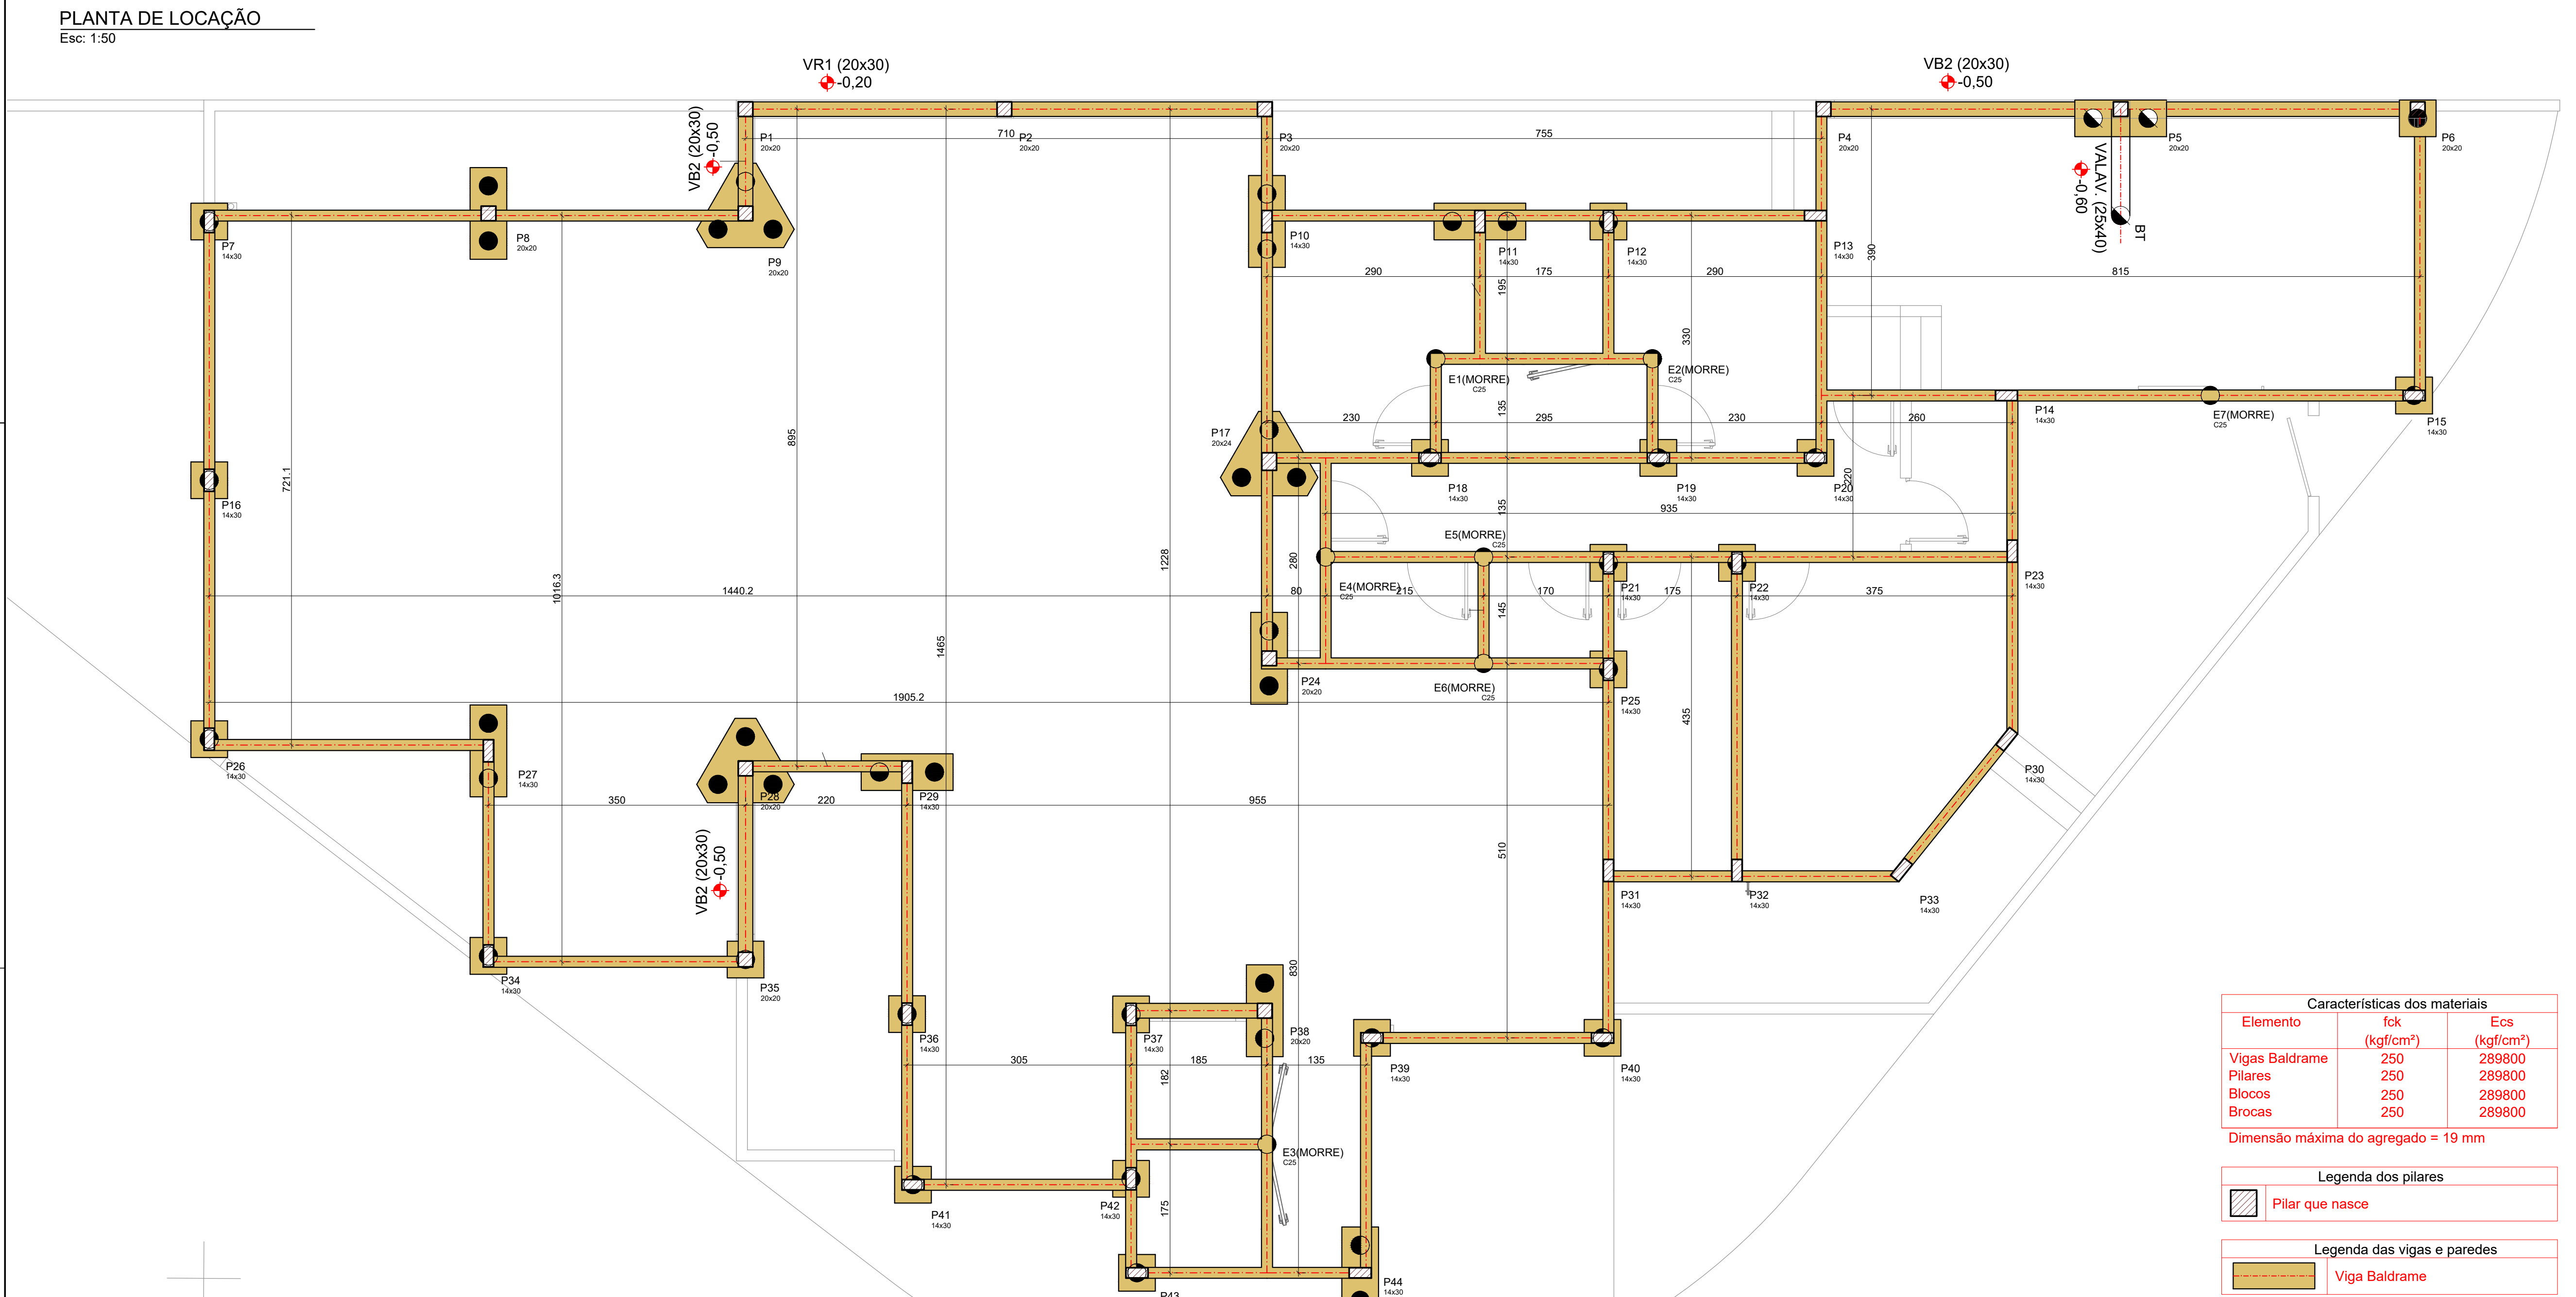 PLANTA DE LOCAÇÃO
Esc: 1:50
VR1 (20x30)
-0,20
VB2 (20x30)
-0,50
VB2 (20x30)
-0,50
P1
20x20
710
P2
20x20
P3
20x20
755
P4
20x20
P5
20x20
P6
20x20
VALAV. (25x40)
-0,60
BT
P7
14x30
P8
20x20
P9
20x20
P10
14x30
P11
14x30
P12
14x30
P13
14x30
390
290
175
290
815
195
330
E1(MORRE)
C25
E2(MORRE)
C25
135
230
295
230
260
P14
14x30
E7(MORRE)
C25
P15
14x30
P17
20x24
895
721.1
P16
14x30
P18
14x30
P19
14x30
P20
14x30
220
135
935
E5(MORRE)
C25
1228
280
1016.3
1440.2
80
E4(MORRE)
C25
215
170
P21
14x30
175
P22
14x30
375
P23
14x30
145
1465
P24
20x20
E6(MORRE)
C25
P25
14x30
1905.2
435
P26
14x30
P27
14x30
P28
20x20
P29
14x30
P30
14x30
350
220
955
VB2 (20x30)
-0,50
510
P31
14x30
P32
14x30
P33
14x30
P34
14x30
P35
20x20
830
P36
14x30
P37
14x30
P38
20x20
P39
14x30
P40
14x30
305
185
135
182
E3(MORRE)
C25
175
P41
14x30
P42
14x30
P43
P44
14x30
Características dos materiais
Elemento fck Ecs
(kgf/cm²) (kgf/cm²)
Vigas Baldrame 250 289800
Pilares 250 289800
Blocos 250 289800
Brocas 250 289800
Dimensão máxima do agregado = 19 mm
Legenda dos pilares
Pilar que nasce
Legenda das vigas e paredes
Viga Baldrame